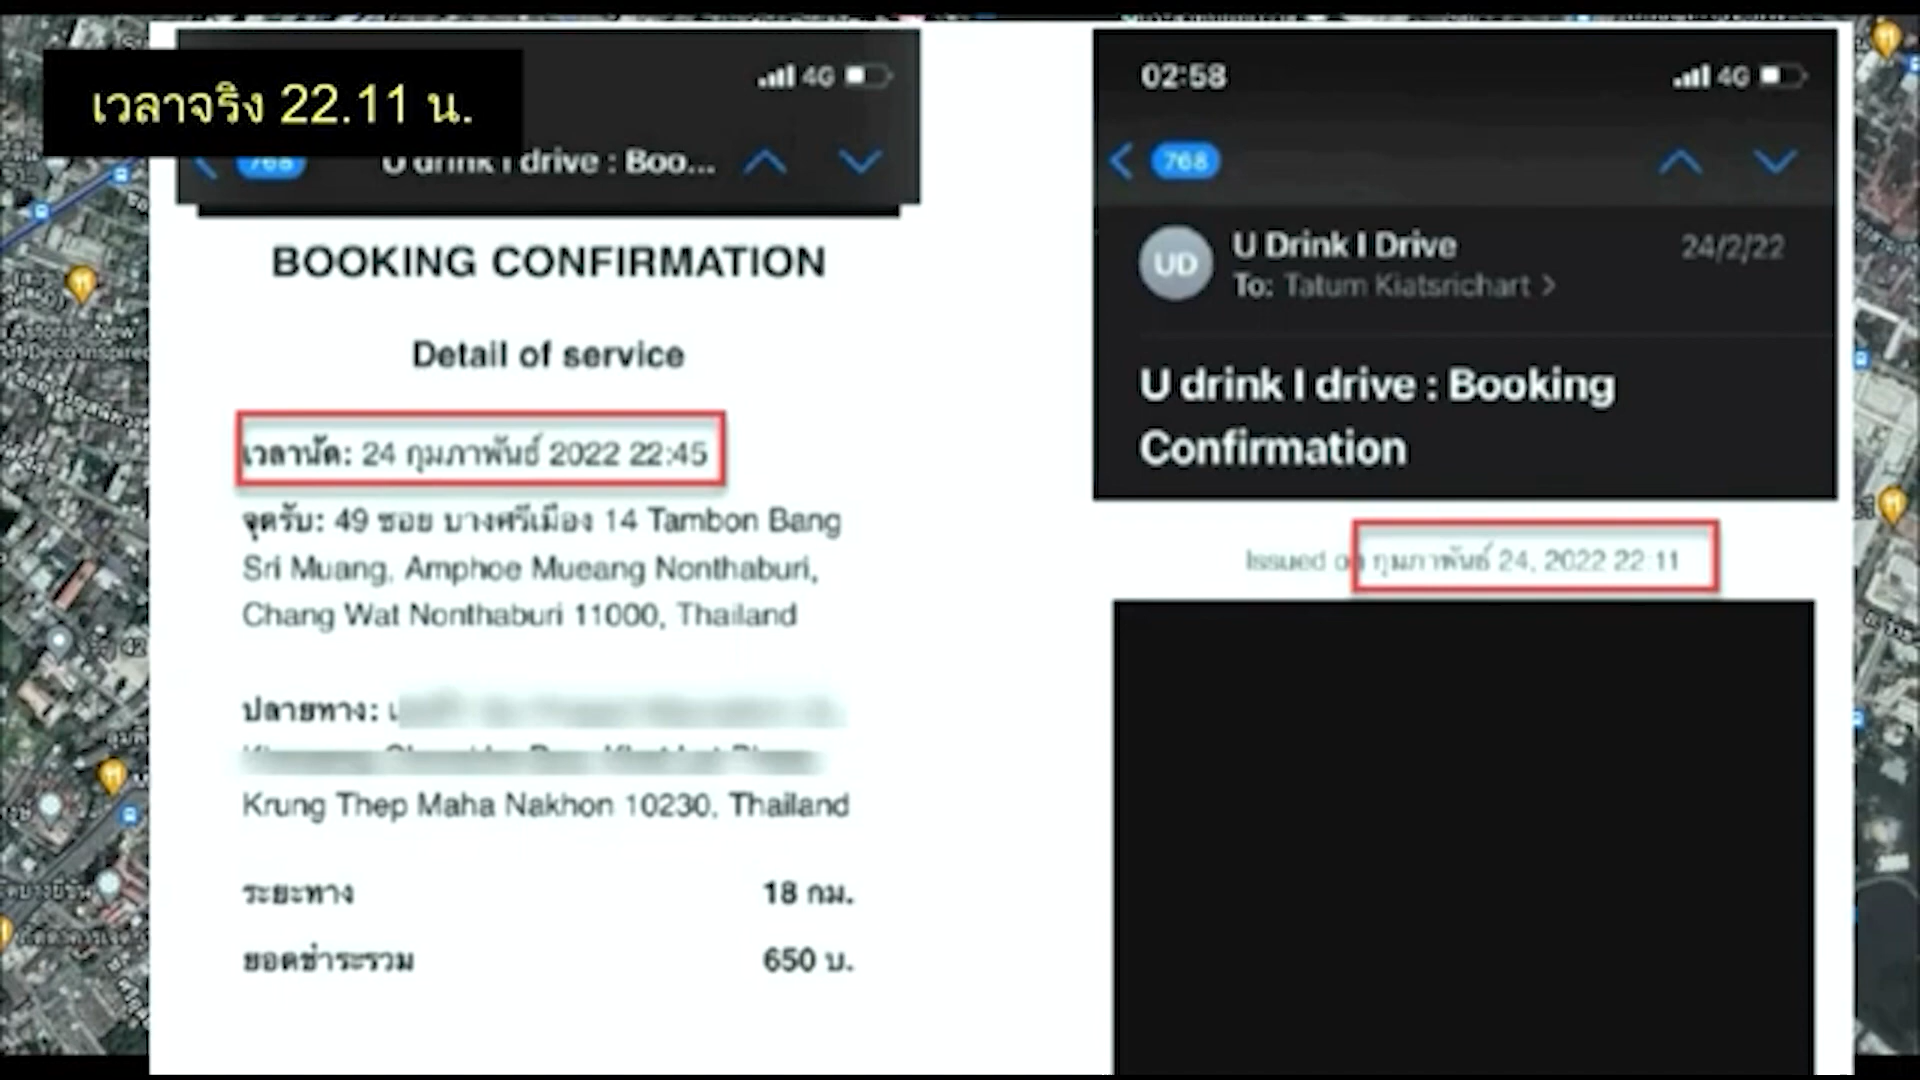 เวลาจริง 22.11 น.
4G
768
U drink I drive : Boo...
BOOKING CONFIRMATION
Detail of service
เวลานัด: 24 กุมภาพันธ์ 2022 22:45
จุดรับ: 49 ซอย บางศรีเมือง 14 Tambon Bang
Sri Muang, Amphoe Mueang Nonthaburi,
Chang Wat Nonthaburi 11000, Thailand
ปลายทาง:
Krung Thep Maha Nakhon 10230, Thailand
ระยะทาง 18 กม.
ยอดชำระรวม 650 บ.
02:58 4G
768
UD U Drink I Drive 24/2/22
To: Tatum Kiatsrichart >
U drink I drive : Booking
Confirmation
Issued on กุมภาพันธ์ 24, 2022 22:11